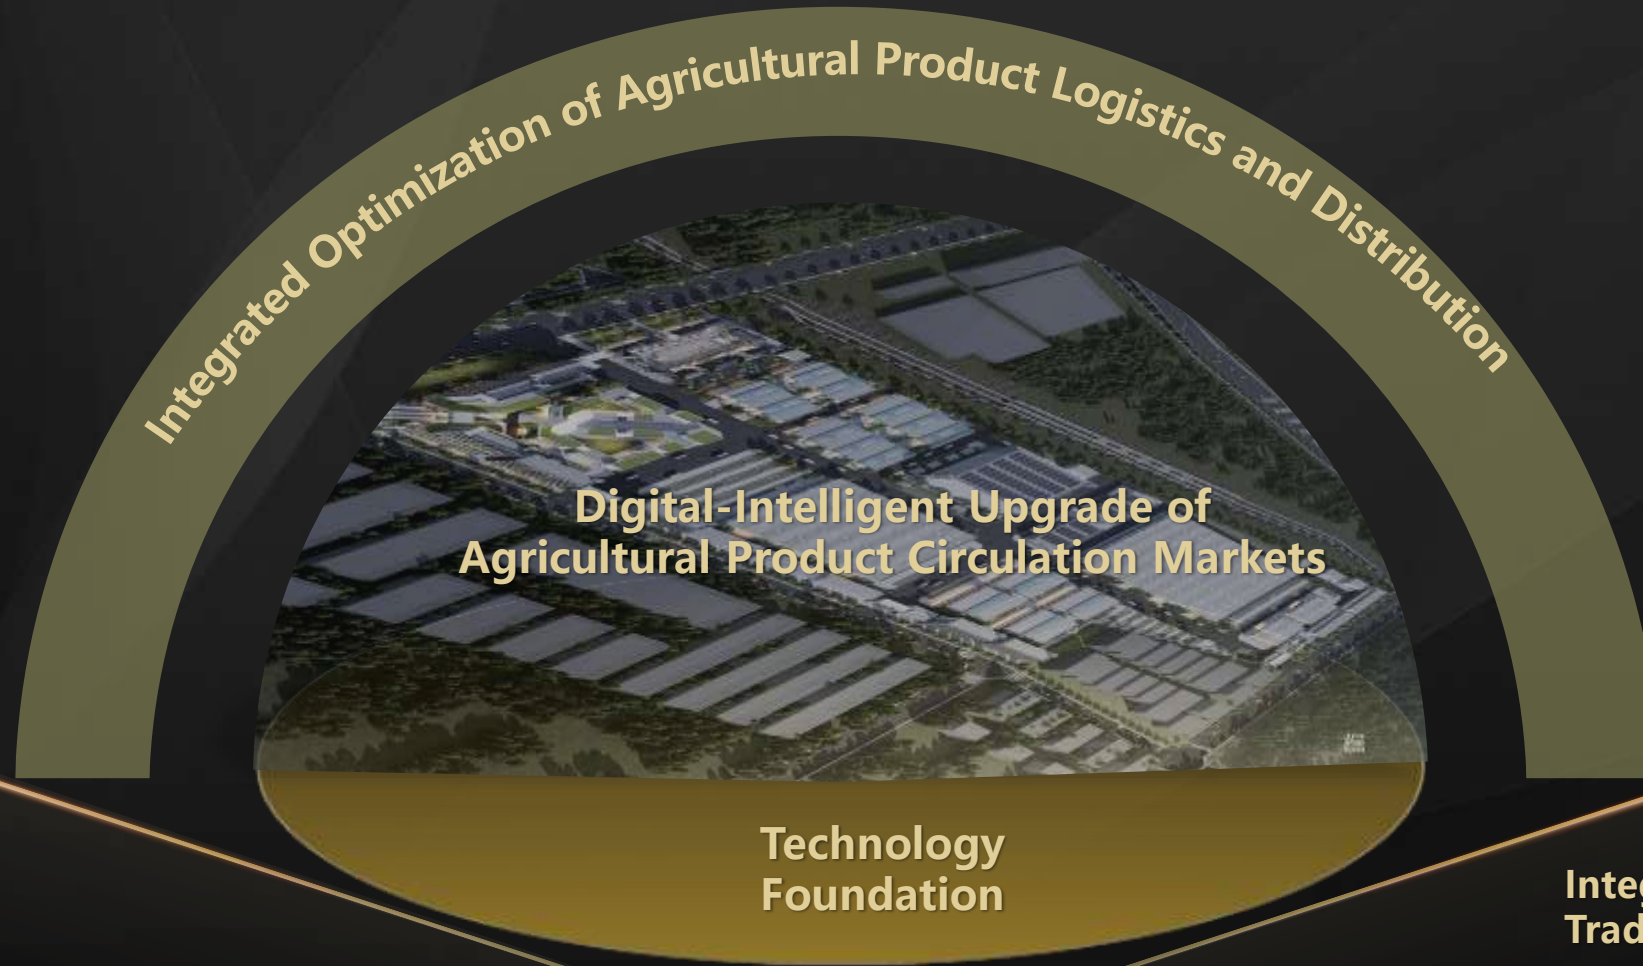 Integrated Optimization of Agricultural Product Logistics and Distribution
Digital-Intelligent Upgrade of
Agricultural Product Circulation Markets
Technology
Foundation